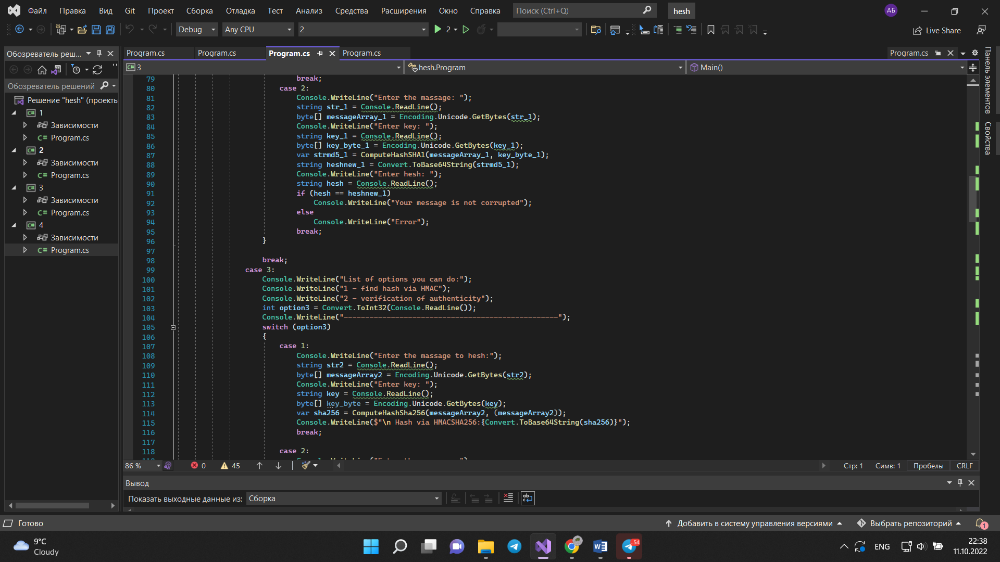 Файл Правка Вид Git Проект Сборка Отладка Тест Анализ Средства Расширения Окно Справка Поиск (Ctrl+Q) hesh АБ
Debug Any CPU 2 2 Live Share
Обозреватель реш... Program.cs Program.cs Program.cs Program.cs Program.cs
C# 3 hesh.Program Main()
Обозреватель решений
Решение "hesh" (проекты
C# 1
Зависимости
C# Program.cs
C# 2
Зависимости
C# Program.cs
C# 3
Зависимости
C# Program.cs
C# 4
Зависимости
C# Program.cs
79 break;
80 case 2:
81 Console.WriteLine("Enter the massage: ");
82 string str_1 = Console.ReadLine();
83 byte[] messageArray_1 = Encoding.Unicode.GetBytes(str_1);
84 Console.WriteLine("Enter key: ");
85 string key_1 = Console.ReadLine();
86 byte[] key_byte_1 = Encoding.Unicode.GetBytes(key_1);
87 var strmd5_1 = ComputeHashSHA1(messageArray_1, key_byte_1);
88 string heshnew_1 = Convert.ToBase64String(strmd5_1);
89 Console.WriteLine("Enter hesh: ");
90 string hesh = Console.ReadLine();
91 if (hesh == heshnew_1)
92 Console.WriteLine("Your message is not corrupted");
93 else
94 Console.WriteLine("Error");
95 break;
96 }
97
98 break;
99 case 3:
100 Console.WriteLine("List of options you can do:");
101 Console.WriteLine("1 - find hash via HMAC");
102 Console.WriteLine("2 - verification of authenticity");
103 int option3 = Convert.ToInt32(Console.ReadLine());
104 Console.WriteLine("--------------------------------------------------");
105 switch (option3)
106 {
107 case 1:
108 Console.WriteLine("Enter the massage to hesh:");
109 string str2 = Console.ReadLine();
110 byte[] messageArray2 = Encoding.Unicode.GetBytes(str2);
111 Console.WriteLine("Enter key: ");
112 string key = Console.ReadLine();
113 byte[] key_byte = Encoding.Unicode.GetBytes(key);
114 var sha256 = ComputeHashSha256(messageArray2, (messageArray2));
115 Console.WriteLine($"\n Hash via HMACSHA256:{Convert.ToBase64String(sha256)}");
116 break;
117
118 case 2:
Панель элементов
Свойства
86 % 0 45 Стр: 1 Симв: 1 Пробелы CRLF
Вывод
Показать выходные данные из: Сборка
Готово Добавить в систему управления версиями Выбрать репозиторий 1
9°C
Cloudy
ENG
22:38
11.10.2022